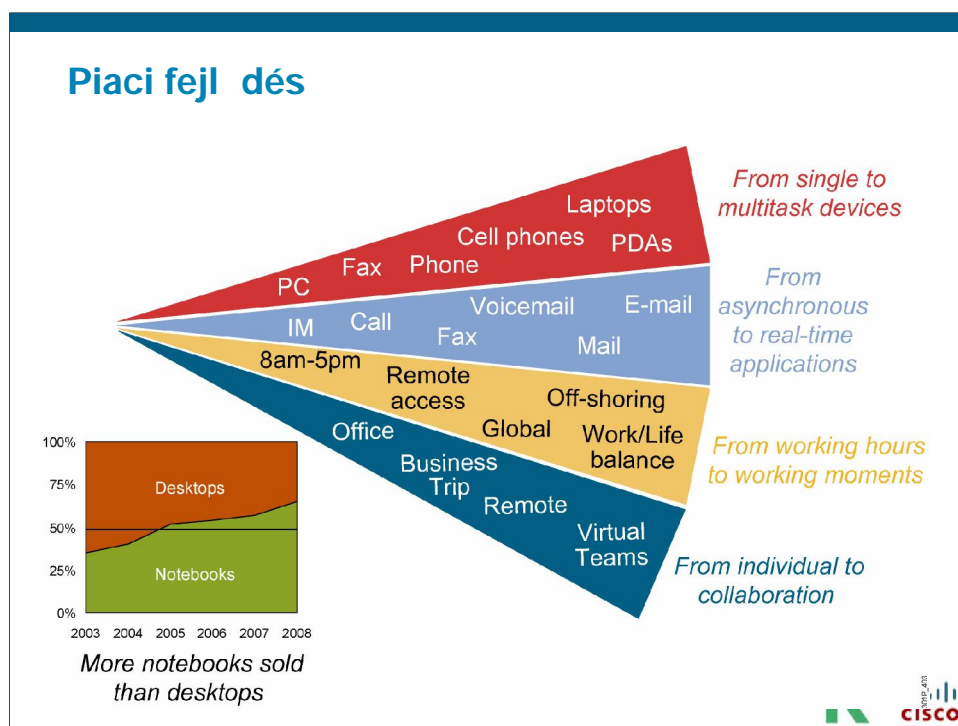 Piaci fejl dés
From single to
multitask devices
Laptops
Cell phones
PDAs
Fax
Phone
PC
From
asynchronous
to real-time
applications
Voicemail
E-mail
IM
Call
Fax
Mail
8am-5pm
Remote
access
Off-shoring
Global
Work/Life
balance
From working hours
to working moments
Office
Business
Trip
Remote
Virtual
Teams
From individual to
collaboration
100%
75%
50%
25%
0%
Desktops
Notebooks
2003 2004 2005 2006 2007 2008
More notebooks sold
than desktops
CISCO